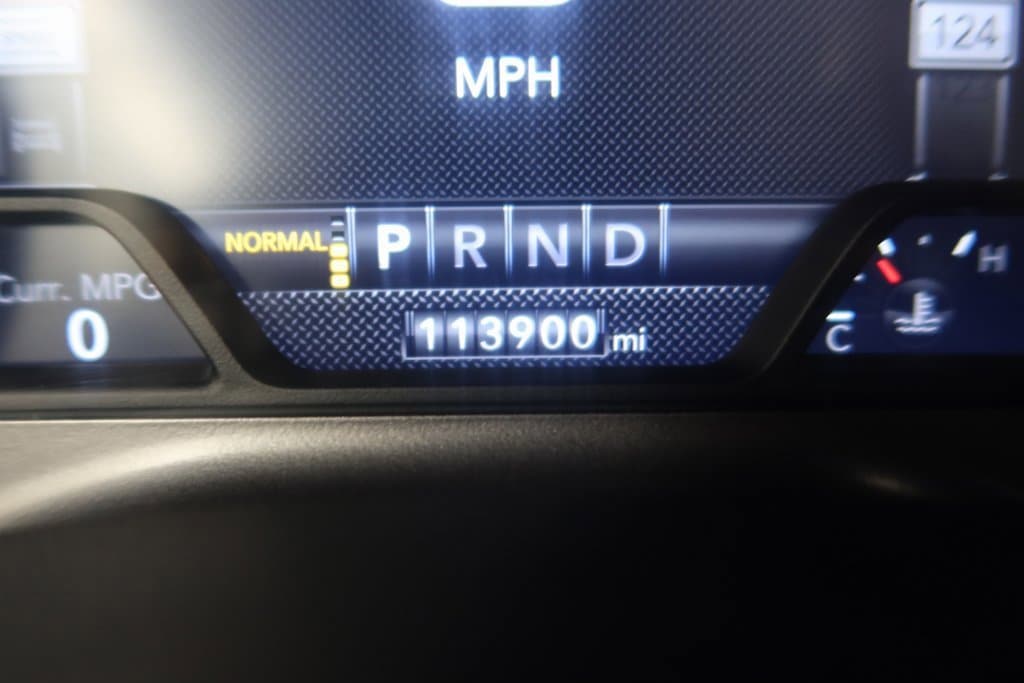 124
MPH
NORMAL P R N D
Curr. MPG
0
113900 mi
H
C